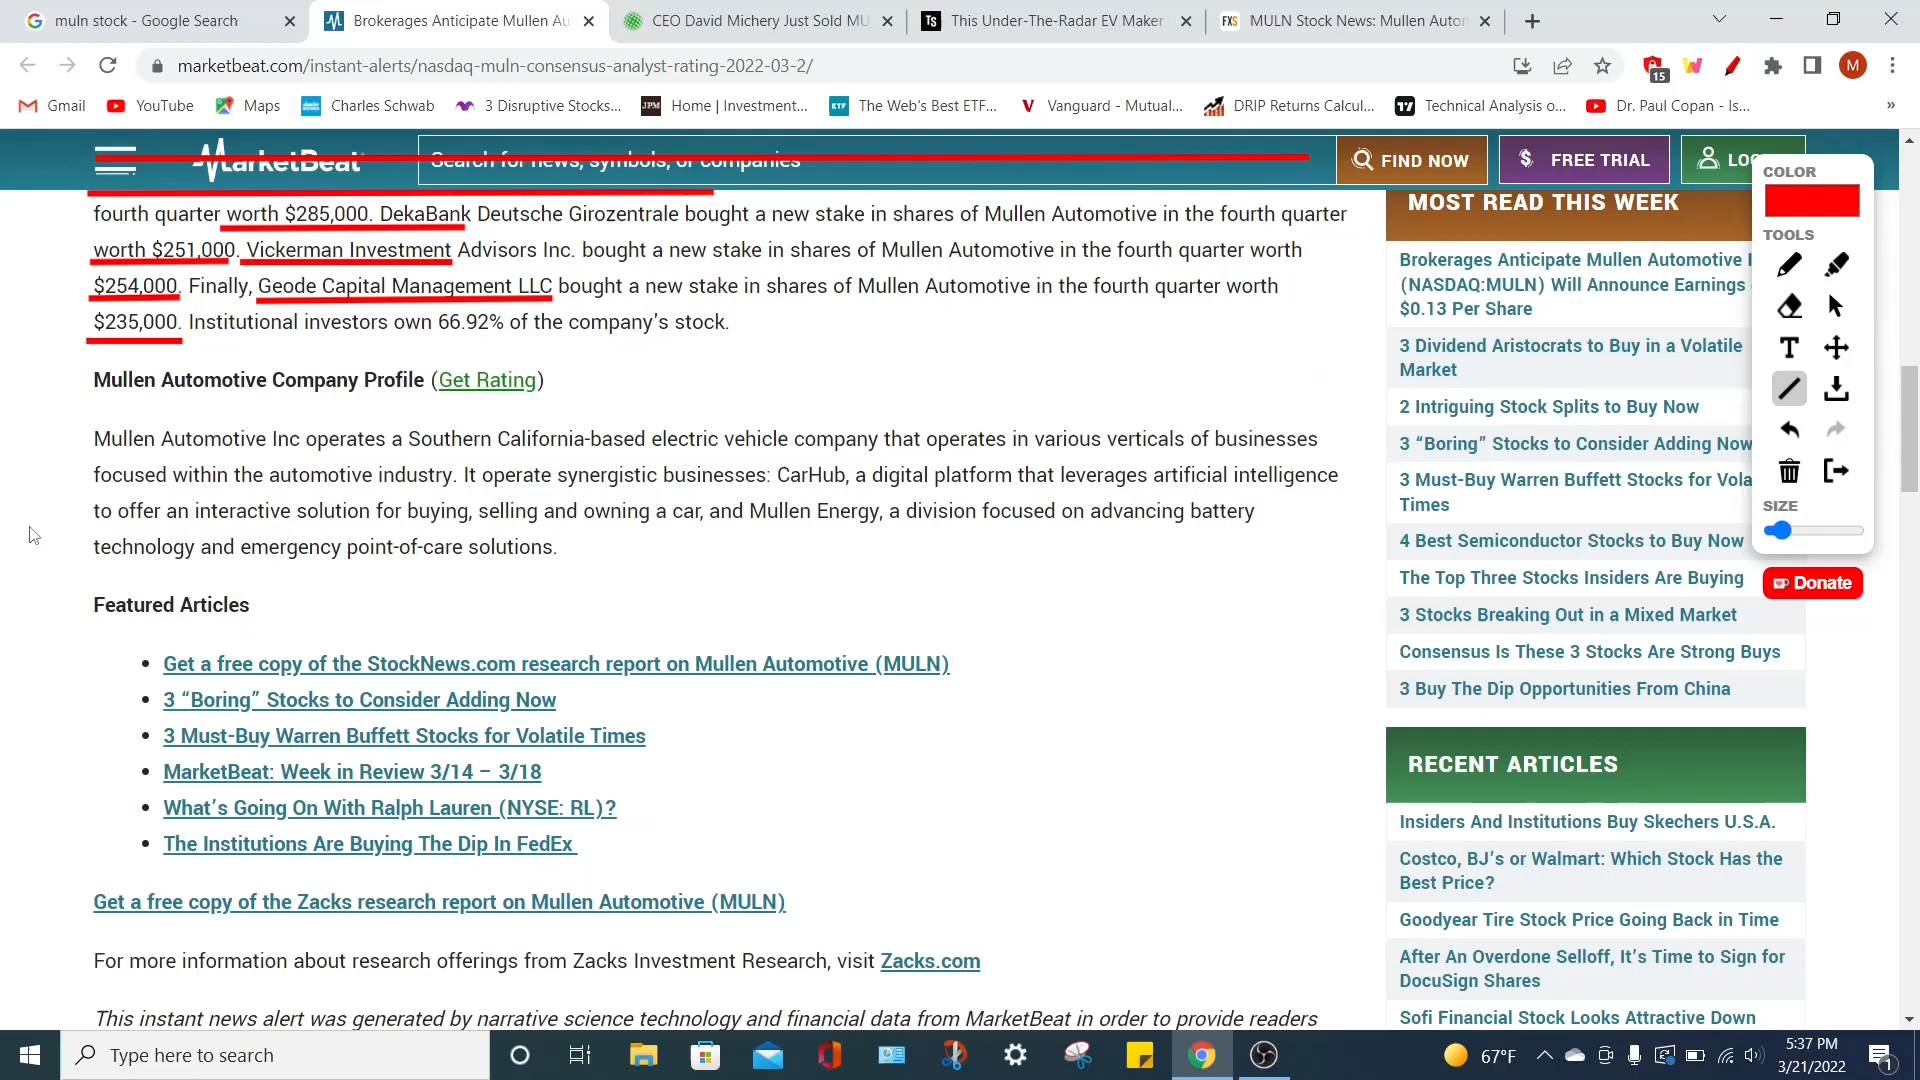 muln stock - Google Search
Brokerages Anticipate Mullen Au
CEO David Michery Just Sold MU
This Under-The-Radar EV Maker
MULN Stock News: Mullen Auton
marketbeat.com/instant-alerts/nasdaq-muln-consensus-analyst-rating-2022-03-2/
15
M
Gmail
YouTube
Maps
Charles Schwab
3 Disruptive Stocks...
Home | Investment...
The Web's Best ETF...
Vanguard - Mutual...
DRIP Returns Calcul...
Technical Analysis o...
Dr. Paul Copan - Is...
»
MarketBeat
Search for news, symbols, or companies
FIND NOW
$ FREE TRIAL
LOG
fourth quarter worth $285,000. DekaBank Deutsche Girozentrale bought a new stake in shares of Mullen Automotive in the fourth quarter
worth $251,000. Vickerman Investment Advisors Inc. bought a new stake in shares of Mullen Automotive in the fourth quarter worth
$254,000. Finally, Geode Capital Management LLC bought a new stake in shares of Mullen Automotive in the fourth quarter worth
$235,000. Institutional investors own 66.92% of the company's stock.
Mullen Automotive Company Profile (Get Rating)
Mullen Automotive Inc operates a Southern California-based electric vehicle company that operates in various verticals of businesses
focused within the automotive industry. It operate synergistic businesses: CarHub, a digital platform that leverages artificial intelligence
to offer an interactive solution for buying, selling and owning a car, and Mullen Energy, a division focused on advancing battery
technology and emergency point-of-care solutions.
Featured Articles
• Get a free copy of the StockNews.com research report on Mullen Automotive (MULN)
• 3 “Boring” Stocks to Consider Adding Now
• 3 Must-Buy Warren Buffett Stocks for Volatile Times
• MarketBeat: Week in Review 3/14 – 3/18
• What's Going On With Ralph Lauren (NYSE: RL)?
• The Institutions Are Buying The Dip In FedEx
Get a free copy of the Zacks research report on Mullen Automotive (MULN)
For more information about research offerings from Zacks Investment Research, visit Zacks.com
This instant news alert was generated by narrative science technology and financial data from MarketBeat in order to provide readers
MOST READ THIS WEEK
Brokerages Anticipate Mullen Automotive I
(NASDAQ:MULN) Will Announce Earnings
$0.13 Per Share
3 Dividend Aristocrats to Buy in a Volatile
Market
2 Intriguing Stock Splits to Buy Now
3 “Boring” Stocks to Consider Adding Now
3 Must-Buy Warren Buffett Stocks for Vola
Times
4 Best Semiconductor Stocks to Buy Now
The Top Three Stocks Insiders Are Buying
3 Stocks Breaking Out in a Mixed Market
Consensus Is These 3 Stocks Are Strong Buys
3 Buy The Dip Opportunities From China
RECENT ARTICLES
Insiders And Institutions Buy Skechers U.S.A.
Costco, BJ's or Walmart: Which Stock Has the
Best Price?
Goodyear Tire Stock Price Going Back in Time
After An Overdone Selloff, It's Time to Sign for
DocuSign Shares
Sofi Financial Stock Looks Attractive Down
COLOR
TOOLS
T
SIZE
Donate
Type here to search
67°F
5:37 PM
3/21/2022
1